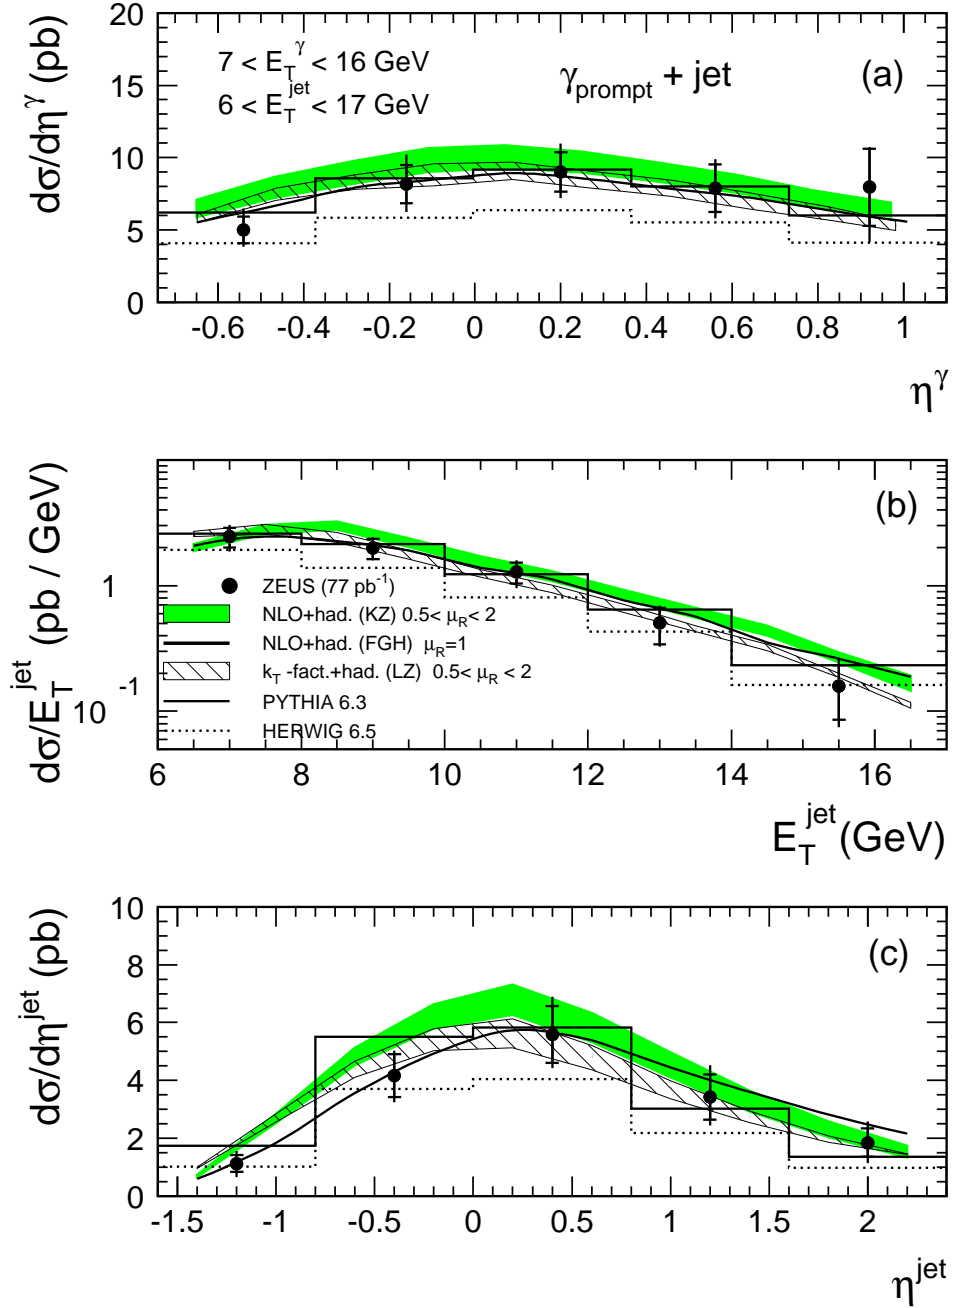 dσ/dη^γ (pb)
20
15
10
5
0
7 < E_T^γ < 16 GeV
6 < E_T^jet < 17 GeV
γ_prompt + jet
(a)
-0.6 -0.4 -0.2 0 0.2 0.4 0.6 0.8 1
η^γ
dσ/E_T^jet (pb / GeV)
(b)
1
10^-1
ZEUS (77 pb^-1)
NLO+had. (KZ) 0.5< μ_R< 2
NLO+had. (FGH) μ_R=1
k_T -fact.+had. (LZ) 0.5< μ_R < 2
PYTHIA 6.3
HERWIG 6.5
6 8 10 12 14 16
E_T^jet (GeV)
dσ/dη^jet (pb)
(c)
10
8
6
4
2
0
-1.5 -1 -0.5 0 0.5 1 1.5 2
η^jet